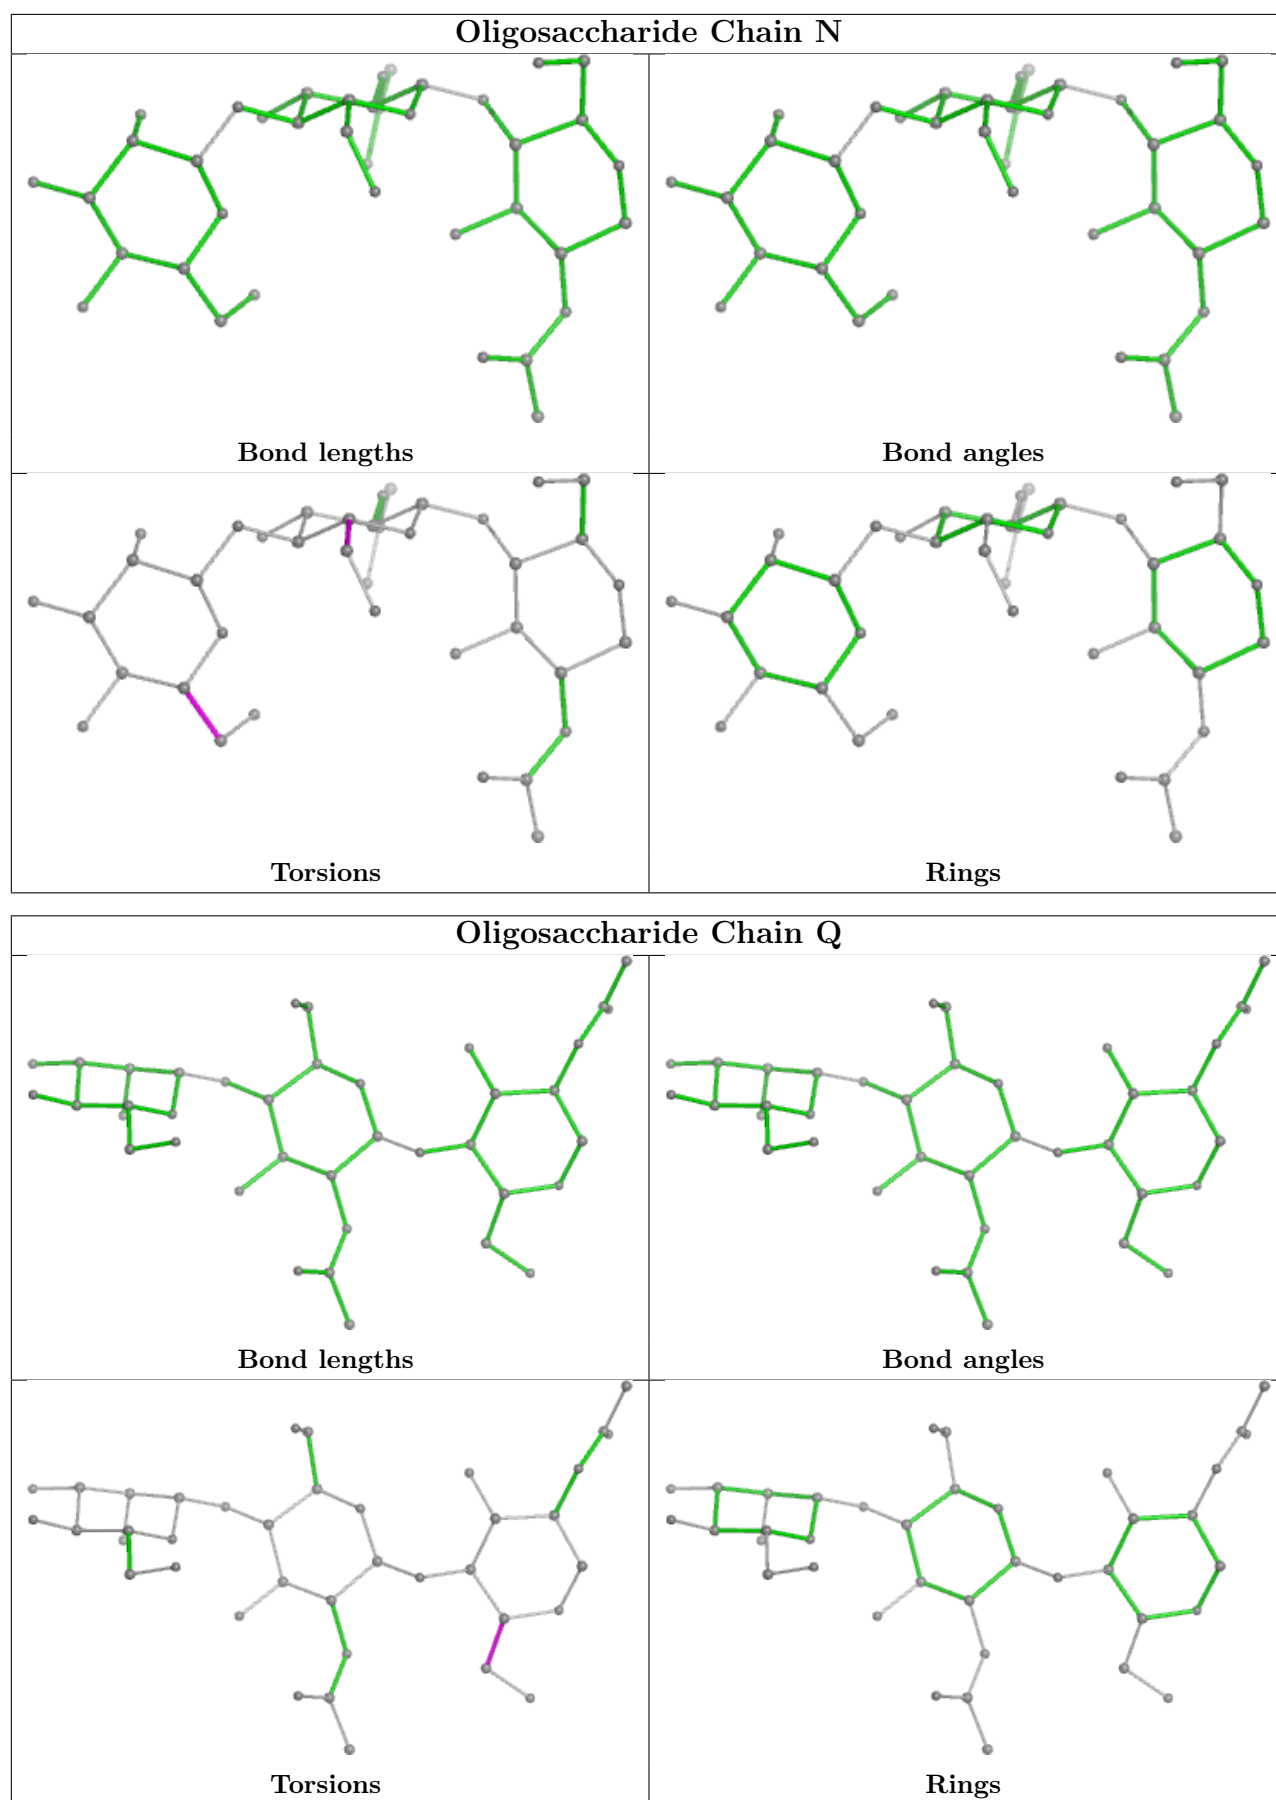 Oligosaccharide Chain N
Bond lengths
Bond angles
Torsions
Rings
Oligosaccharide Chain Q
Bond lengths
Bond angles
Torsions
Rings